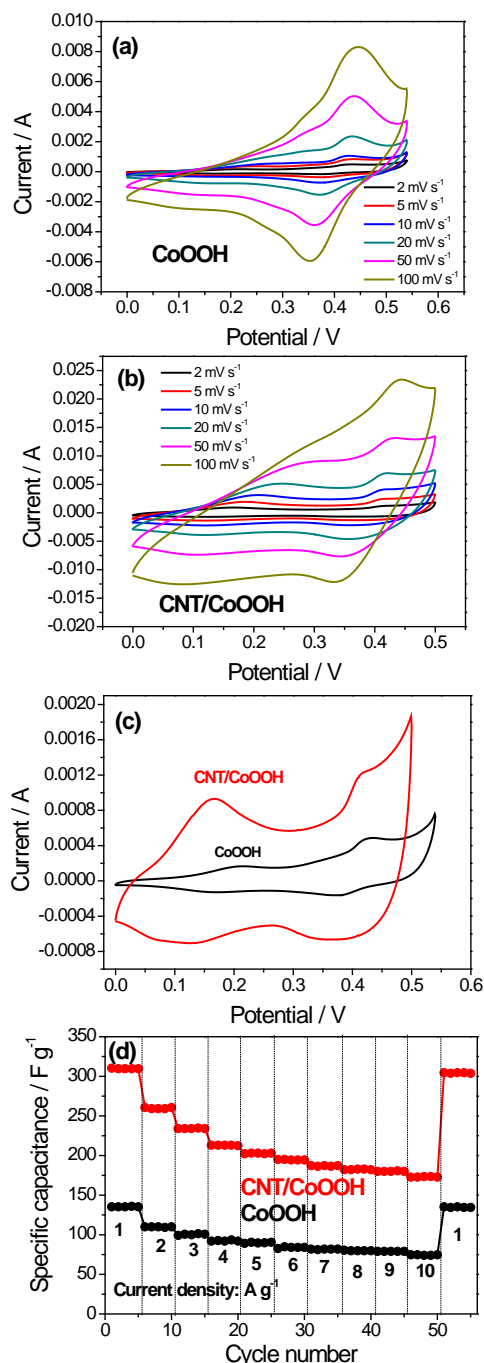 (a)
0.010
0.008
0.006
0.004
0.002
0.000
-0.002
-0.004
-0.006
-0.008
Current / A
2 mV s⁻¹
5 mV s⁻¹
10 mV s⁻¹
20 mV s⁻¹
50 mV s⁻¹
100 mV s⁻¹
CoOOH
0.0 0.1 0.2 0.3 0.4 0.5 0.6
Potential / V
(b)
0.025
0.020
0.015
0.010
0.005
0.000
-0.005
-0.010
-0.015
-0.020
Current / A
2 mV s⁻¹
5 mV s⁻¹
10 mV s⁻¹
20 mV s⁻¹
50 mV s⁻¹
100 mV s⁻¹
CNT/CoOOH
0.0 0.1 0.2 0.3 0.4 0.5
Potential / V
(c)
0.0020
0.0016
0.0012
0.0008
0.0004
0.0000
-0.0004
-0.0008
Current / A
CNT/CoOOH
CoOOH
0.0 0.1 0.2 0.3 0.4 0.5 0.6
Potential / V
(d)
350
300
250
200
150
100
50
0
Specific capacitance / F g⁻¹
CNT/CoOOH
CoOOH
1 2 3 4 5 6 7 8 9 10 1
Current density: A g⁻¹
0 10 20 30 40 50
Cycle number